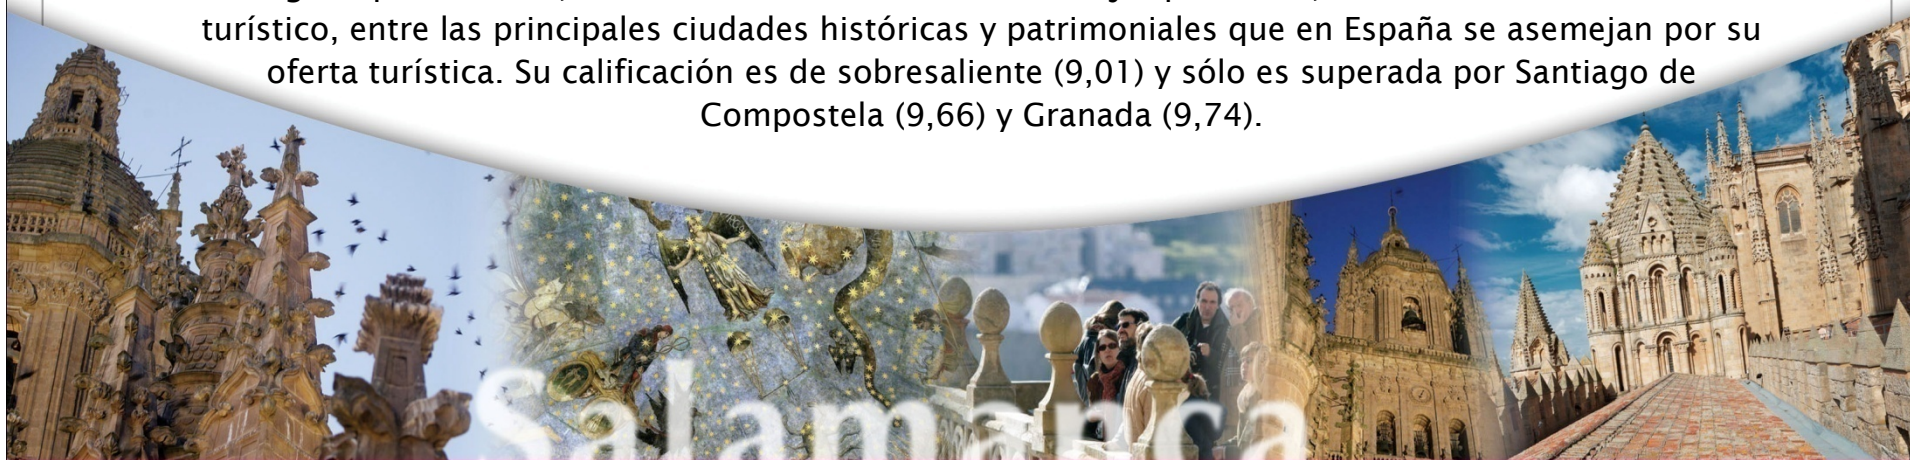 turístico, entre las principales ciudades históricas y patrimoniales que en España se asemejan por su
oferta turística. Su calificación es de sobresaliente (9,01) y sólo es superada por Santiago de
Compostela (9,66) y Granada (9,74).
Salamanca